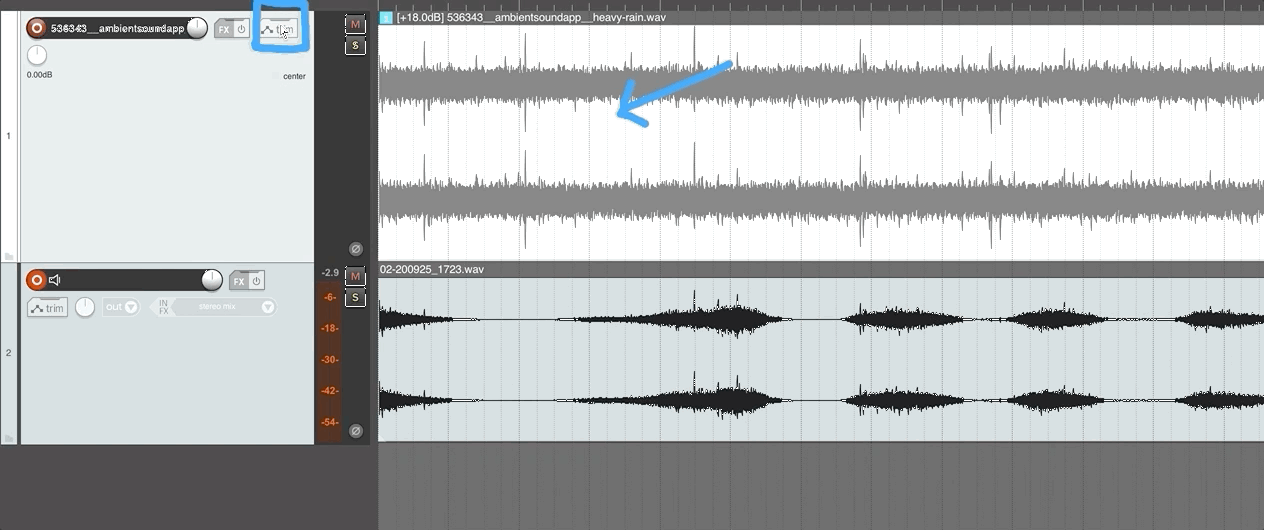 536343__ambientsoundapp
FX
trim
M
S
0.00dB
center
1
[+18.0dB] 536343__ambientsoundapp__heavy-rain.wav
FX
-2.9
M
S
trim
out
IN
FX
stereo mix
-6-
-18-
-30-
-42-
-54-
2
02-200925_1723.wav